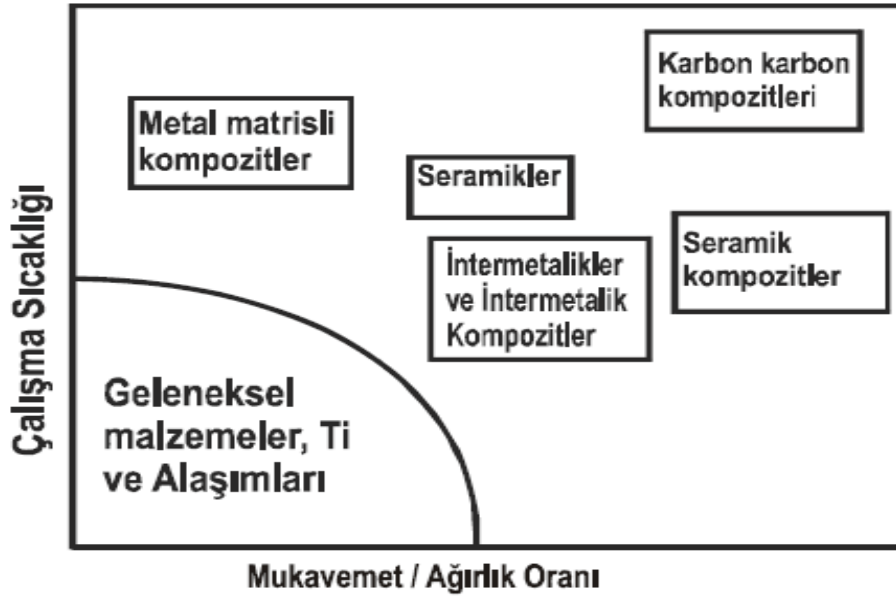 Karbon karbon
kompozitleri
Metal matrisli
kompozitler
Seramikler
Seramik
kompozitler
İntermetalikler
ve İntermetalik
Kompozitler
Geleneksel
malzemeler, Ti
ve Alaşımları
Çalışma Sıcaklığı
Mukavemet / Ağırlık Oranı